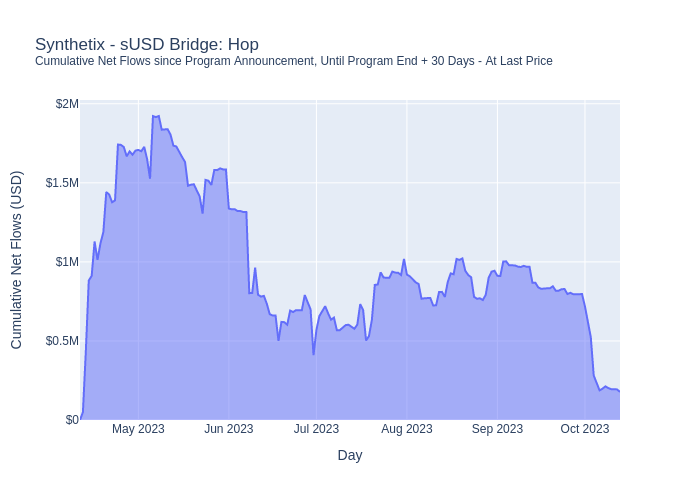 Synthetix - sUSD Bridge: Hop
Cumulative Net Flows since Program Announcement, Until Program End + 30 Days - At Last Price
Cumulative Net Flows (USD)
$2M
$1.5M
$1M
$0.5M
$0
May 2023
Jun 2023
Jul 2023
Aug 2023
Sep 2023
Oct 2023
Day